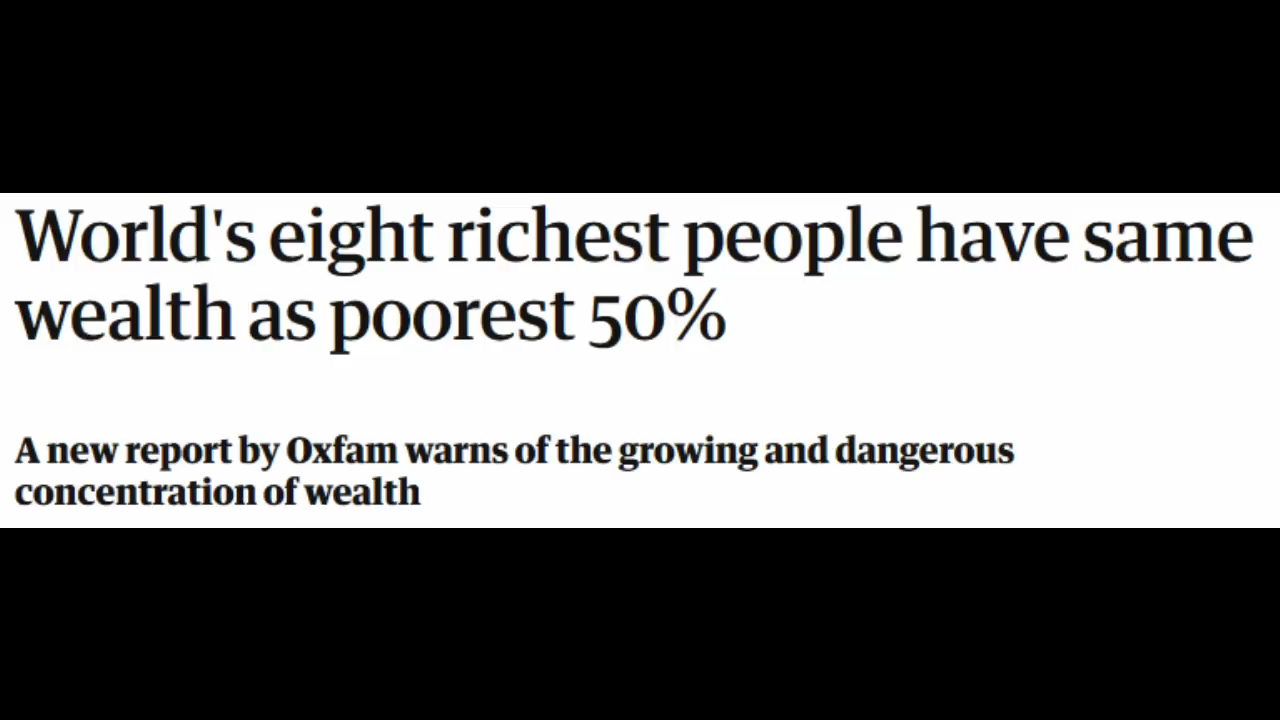 World's eight richest people have same
wealth as poorest 50%
A new report by Oxfam warns of the growing and dangerous
concentration of wealth